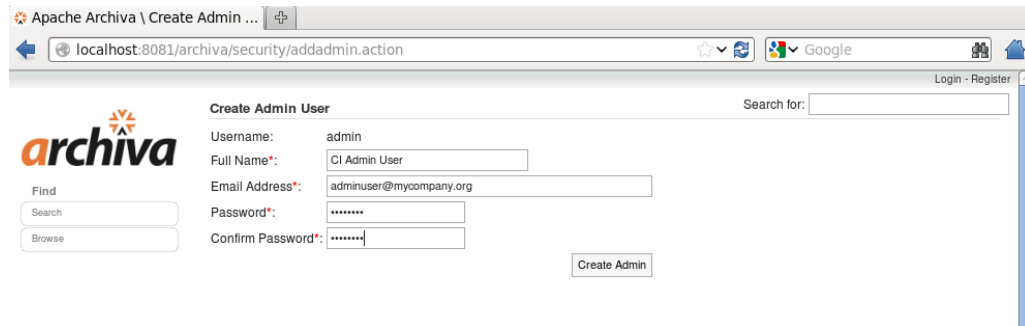 Apache Archiva \ Create Admin ...
localhost:8081/archiva/security/addadmin.action
Google
Login - Register
archiva
Find
Search
Browse
Create Admin User
Search for:
Username: admin
Full Name*: CI Admin User
Email Address*: adminuser@mycompany.org
Password*: ••••••••
Confirm Password*: ••••••••
Create Admin